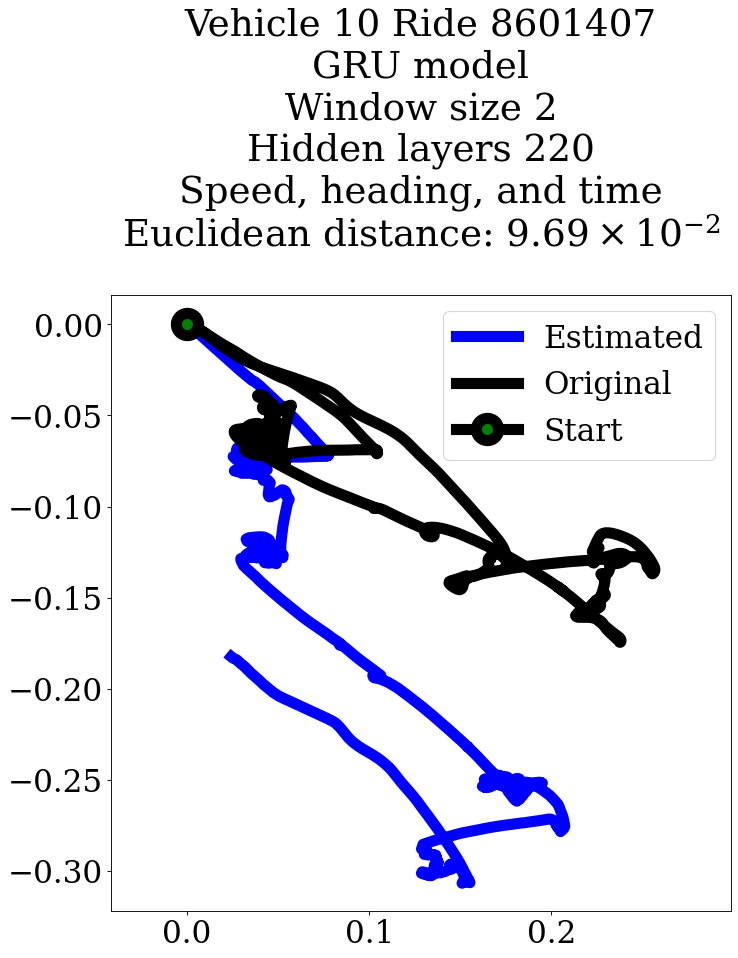 Vehicle 10 Ride 8601407
GRU model
Window size 2
Hidden layers 220
Speed, heading, and time
Euclidean distance: 9.69 × 10⁻²
Estimated
Original
Start
0.00
−0.05
−0.10
−0.15
−0.20
−0.25
−0.30
0.0 0.1 0.2